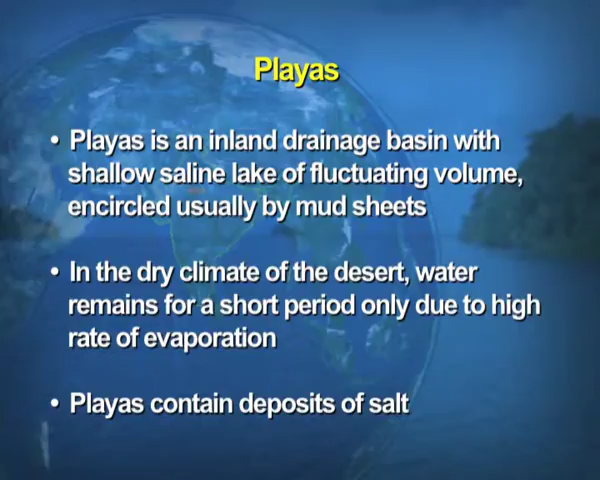 Playas
• Playas is an inland drainage basin with
shallow saline lake of fluctuating volume,
encircled usually by mud sheets
• In the dry climate of the desert, water
remains for a short period only due to high
rate of evaporation
• Playas contain deposits of salt